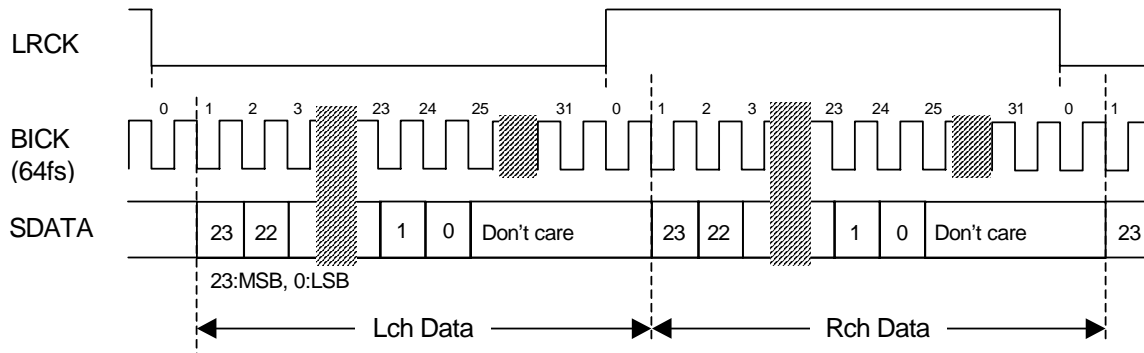 LRCK
0 1 2 3 23 24 25 31 0 1 2 3 23 24 25 31 0 1
BICK
(64fs)
SDATA 23 22 1 0 Don't care 23 22 1 0 Don't care 23
23:MSB, 0:LSB
Lch Data Rch Data